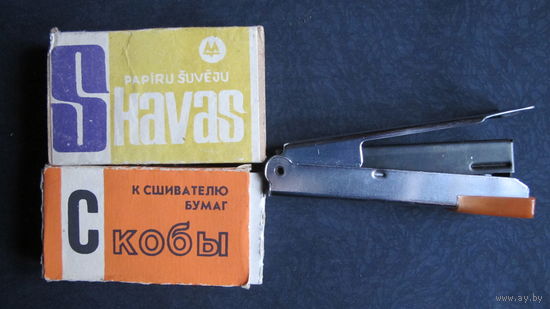 PAPĪRU ŠUVĒJU
Skavas
К СШИВАТЕЛЮ
БУМАГ
Скобы
www.ay.by